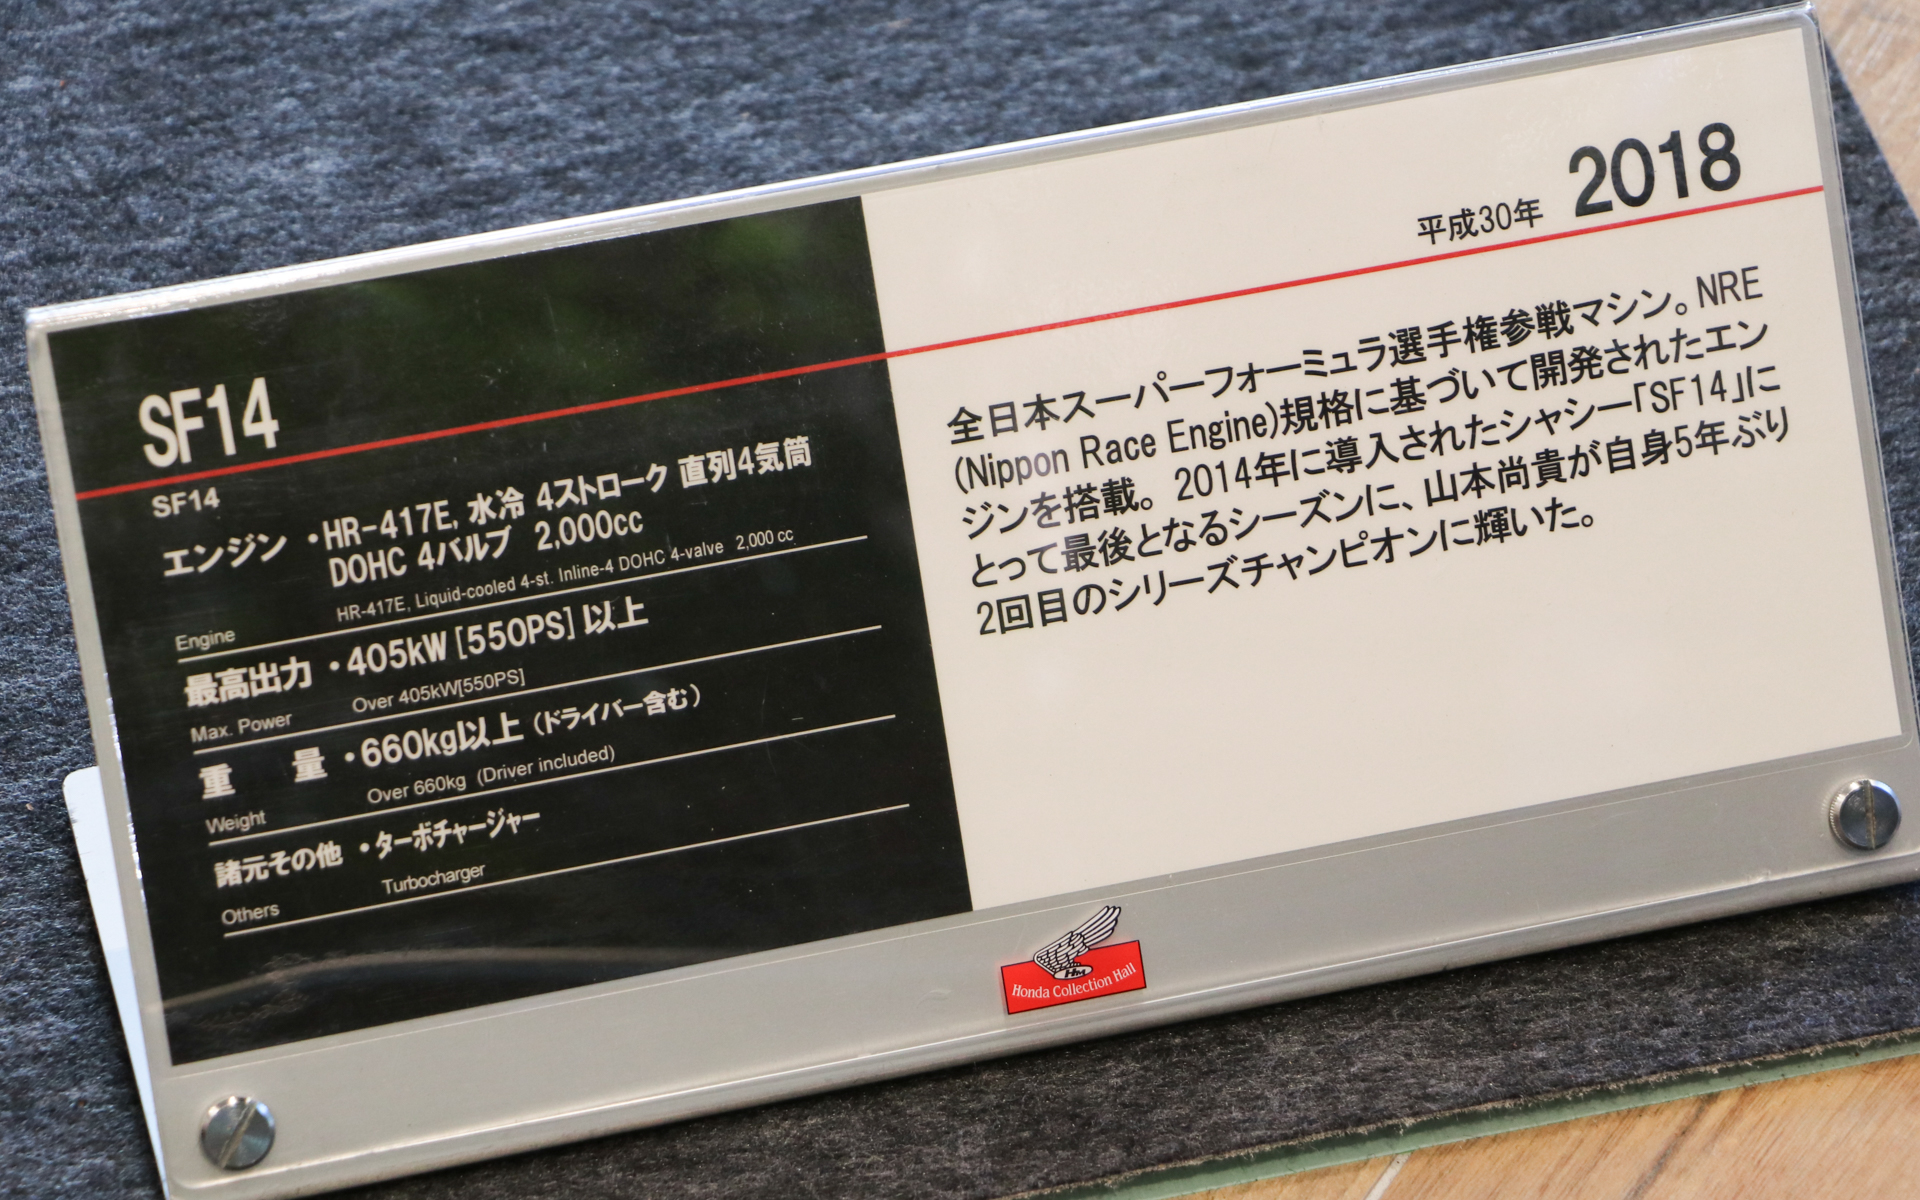 SF14
SF14
エンジン ・HR-417E, 水冷 4ストローク 直列4気筒
DOHC 4バルブ 2,000cc
Engine HR-417E, Liquid-cooled 4-st. Inline-4 DOHC 4-valve 2,000 cc
最高出力 ・405kW [550PS] 以上
Max. Power Over 405kW[550PS]
重 量 ・660kg以上 (ドライバー含む)
Weight Over 660kg (Driver included)
諸元その他 ・ターボチャージャー
Others Turbocharger
平成30年 2018
全日本スーパーフォーミュラ選手権参戦マシン。NRE
(Nippon Race Engine)規格に基づいて開発されたエン
ジンを搭載。2014年に導入されたシャシー「SF14」に
とって最後となるシーズンに、山本尚貴が自身5年ぶり
2回目のシリーズチャンピオンに輝いた。
HM
Honda Collection Hall